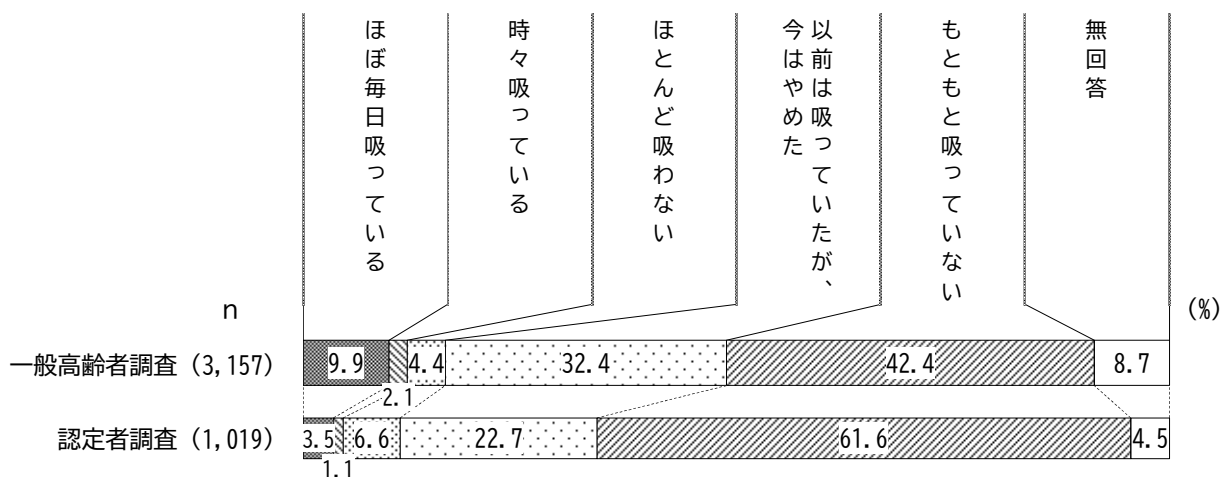 ほぼ毎日吸っている
時々吸っている
ほとんど吸わない
以前は吸っていたが、
今はやめた
もともと吸っていない
無回答
n
(%)
一般高齢者調査 (3,157)
9.9
2.1
4.4
32.4
42.4
8.7
認定者調査 (1,019)
3.5
1.1
6.6
22.7
61.6
4.5